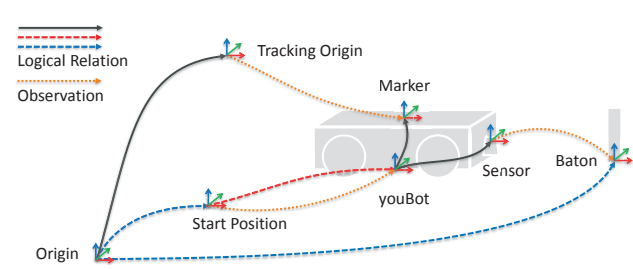 Tracking Origin
Logical Relation
Observation
Marker
Sensor
Baton
youBot
Start Position
Origin